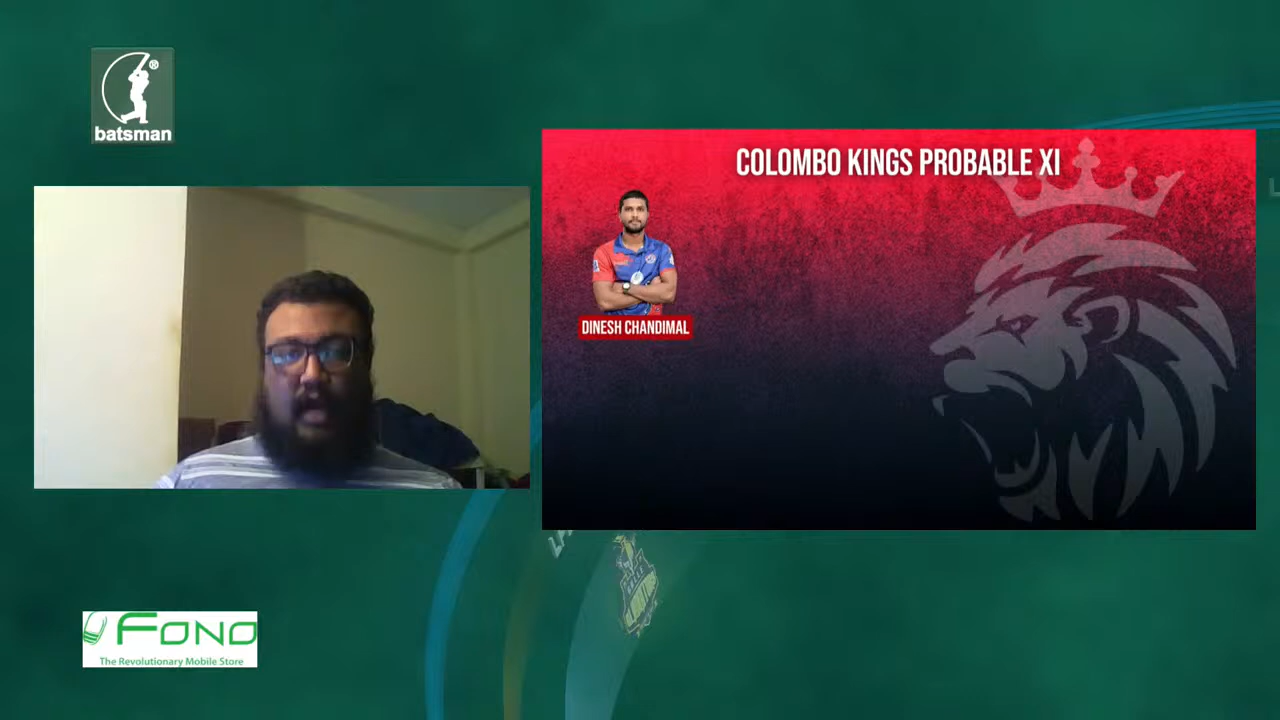 ®
batsman
COLOMBO KINGS PROBABLE XI
DINESH CHANDIMAL
FONO
The Revolutionary Mobile Store